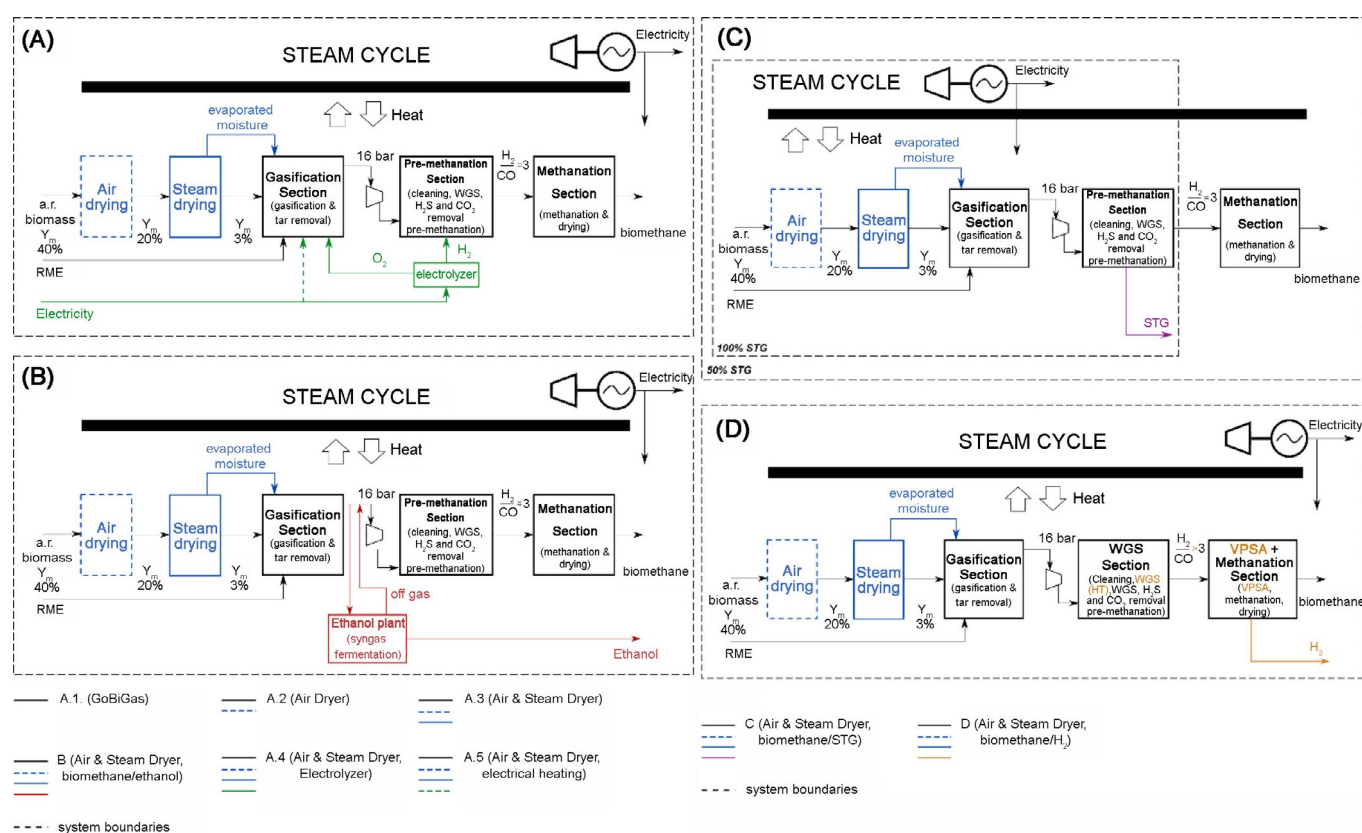 (A)
STEAM CYCLE
Electricity
evaporated
moisture
Heat
Air
drying
Steam
drying
Gasification
Section
(gasification &
tar removal)
16 bar
Pre-methanation
Section
(cleaning, WGS,
H₂S and CO₂
removal
pre-methanation)
H₂
CO
=3
Methanation
Section
(methanation
& drying)
a.r.
biomass
Yₘ
40%
Yₘ
20%
Yₘ
3%
biomethane
RME
O₂
H₂
electrolyzer
Electricity
(B)
STEAM CYCLE
Electricity
evaporated
moisture
Heat
Air
drying
Steam
drying
Gasification
Section
(gasification &
tar removal)
16 bar
Pre-methanation
Section
(cleaning, WGS,
H₂S and CO₂
removal
pre-methanation)
H₂
CO
=3
Methanation
Section
(methanation
& drying)
a.r.
biomass
Yₘ
40%
Yₘ
20%
Yₘ
3%
biomethane
RME
off gas
Ethanol plant
(syngas
fermentation)
Ethanol
A.1. (GoBiGas)
A.2 (Air Dryer)
A.3 (Air & Steam Dryer)
B (Air & Steam Dryer,
biomethane/ethanol)
A.4 (Air & Steam Dryer,
Electrolyzer)
A.5 (Air & Steam Dryer,
electrical heating)
system boundaries
(C)
STEAM CYCLE
Electricity
Heat
evaporated
moisture
Air
drying
Steam
drying
Gasification
Section
(gasification &
tar removal)
16 bar
Pre-methanation
Section
(cleaning, WGS,
H₂S and CO₂
removal
pre-methanation)
H₂
CO
=3
Methanation
Section
(methanation
& drying)
a.r.
biomass
Yₘ
40%
Yₘ
20%
Yₘ
3%
biomethane
RME
STG
100% STG
50% STG
(D)
STEAM CYCLE
Electricity
evaporated
moisture
Heat
Air
drying
Steam
drying
Gasification
Section
(gasification &
tar removal)
16 bar
WGS
Section
(Cleaning,WGS
(HT),WGS, H₂S
and CO₂ removal
pre-methanation)
H₂
CO
>3
VPSA +
Methanation
Section
(VPSA,
methanation,
drying)
a.r.
biomass
Yₘ
40%
Yₘ
20%
Yₘ
3%
biomethane
RME
H₂
C (Air & Steam Dryer,
biomethane/STG)
D (Air & Steam Dryer,
biomethane/H₂)
system boundaries